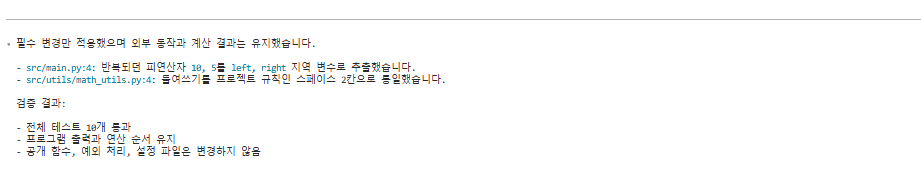 • 필수 변경만 적용했으며 외부 동작과 계산 결과는 유지했습니다.
- src/main.py:4: 반복되던 피연산자 10, 5를 left, right 지역 변수로 추출했습니다.
- src/utils/math_utils.py:4: 들여쓰기를 프로젝트 규칙인 스페이스 2칸으로 통일했습니다.
검증 결과:
- 전체 테스트 10개 통과
- 프로그램 출력과 연산 순서 유지
- 공개 함수, 예외 처리, 설정 파일은 변경하지 않음